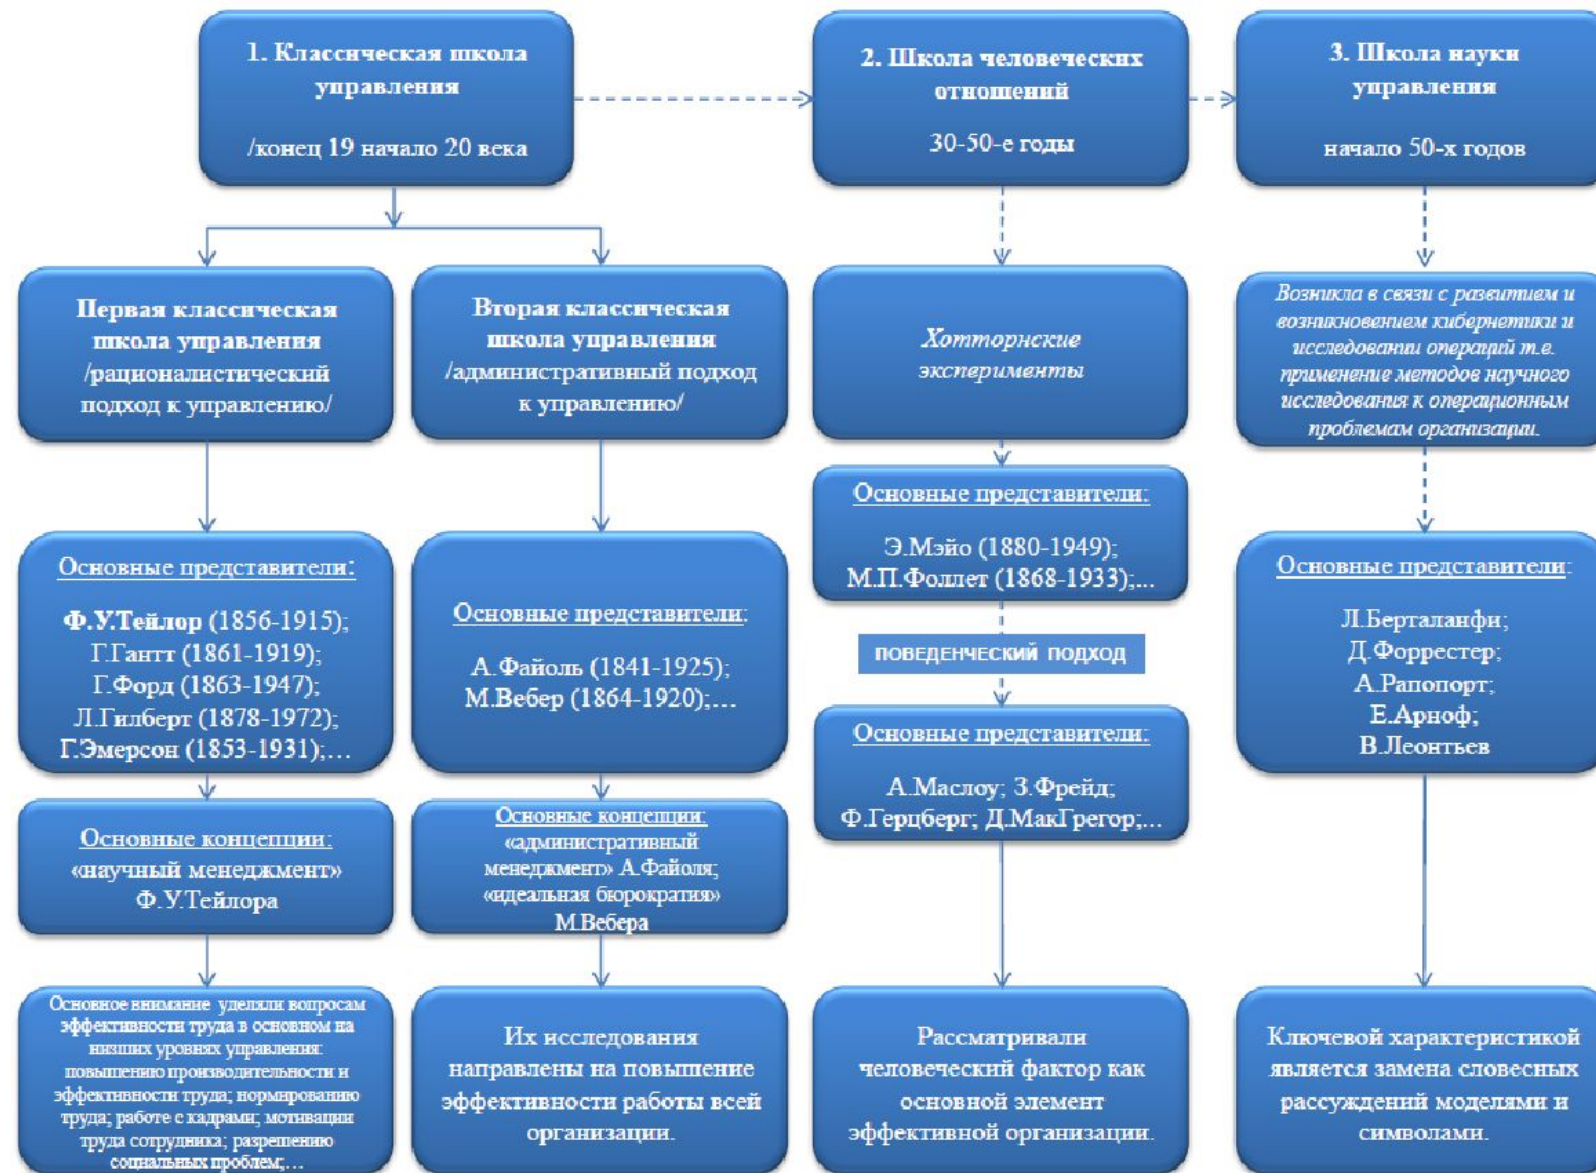 1. Классическая школа
управления
/конец 19 начало 20 века
2. Школа человеческих
отношений
30-50-е годы
3. Школа науки
управления
начало 50-х годов
Первая классическая
школа управления
/рационалистический
подход к управлению/
Вторая классическая
школа управления
/административный подход
к управлению/
Хотторнские
эксперименты
Возникла в связи с развитием и
возникновением кибернетики и
исследовании операций т.е.
применение методов научного
исследования к операционным
проблемам организации.
Основные представители:
Ф.У.Тейлор (1856-1915);
Г.Гантт (1861-1919);
Г.Форд (1863-1947);
Л.Гилберт (1878-1972);
Г.Эмерсон (1853-1931);…
Основные представители:
А.Файоль (1841-1925);
М.Вебер (1864-1920);…
Основные представители:
Э.Мэйо (1880-1949);
М.П.Фоллет (1868-1933);…
ПОВЕДЕНЧЕСКИЙ ПОДХОД
Основные представители:
А.Маслоу; З.Фрейд;
Ф.Герцберг; Д.МакГрегор;…
Основные представители:
Л.Берталанфи;
Д.Форрестер;
А.Рапопорт;
Е.Арноф;
В.Леонтьев
Основные концепции:
«научный менеджмент»
Ф.У.Тейлора
Основные концепции:
«административный
менеджмент» А.Файоля;
«идеальная бюрократия»
М.Вебера
Основное внимание уделяли вопросам
эффективности труда в основном на
низших уровнях управления:
повышению производительности и
эффективности труда; нормированию
труда; работе с кадрами; мотивации
труда сотрудника; разрешению
социальных проблем;…
Их исследования
направлены на повышение
эффективности работы всей
организации.
Рассматривали
человеческий фактор как
основной элемент
эффективной организации.
Ключевой характеристикой
является замена словесных
рассуждений моделями и
символами.